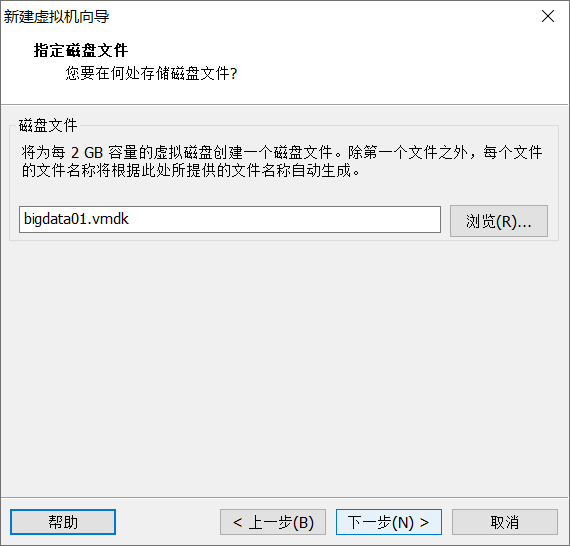 新建虚拟机向导
指定磁盘文件
您要在何处存储磁盘文件?
磁盘文件
将为每 2 GB 容量的虚拟磁盘创建一个磁盘文件。除第一个文件之外，每个文件
的文件名称将根据此处所提供的文件名称自动生成。
bigdata01.vmdk
浏览(R)...
帮助
< 上一步(B)
下一步(N) >
取消